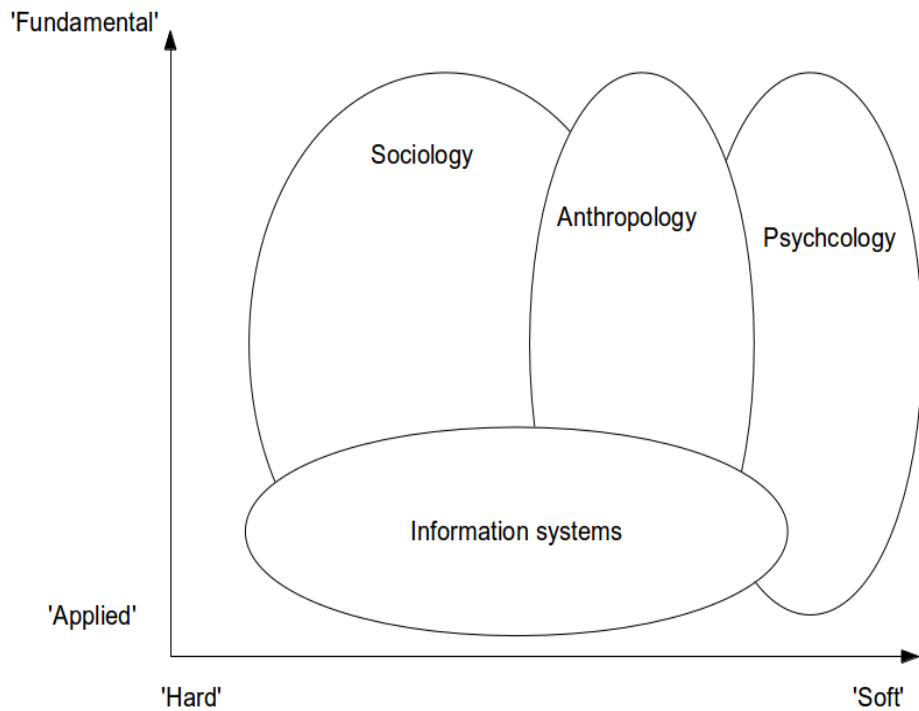 'Fundamental'
Sociology
Anthropology
Psychcology
Information systems
'Applied'
'Hard'
'Soft'